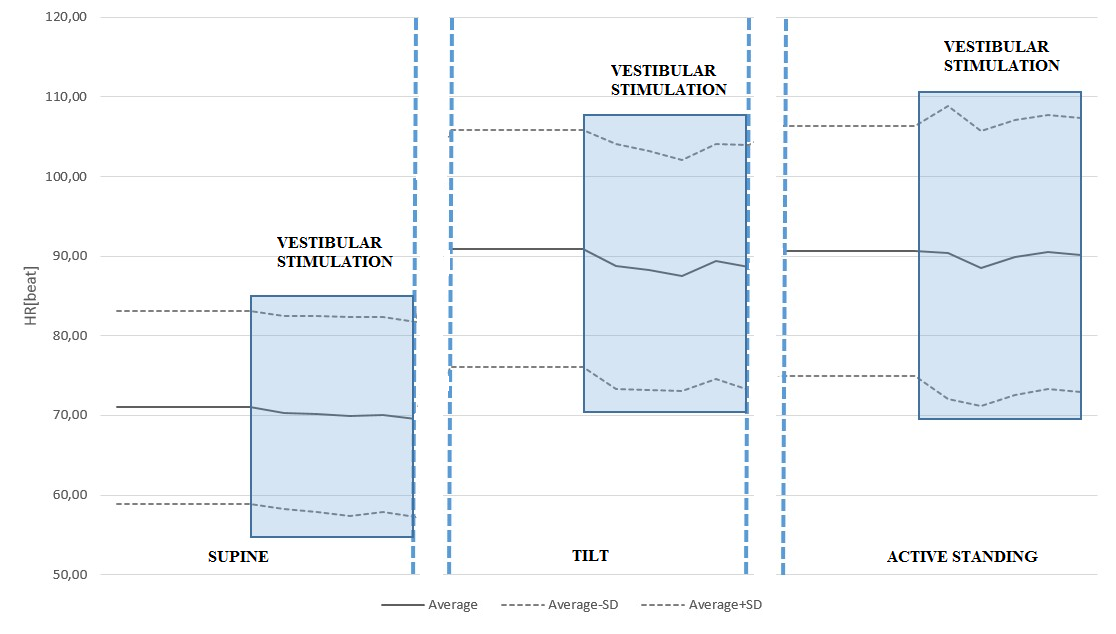 120,00
110,00
100,00
90,00
80,00
70,00
60,00
50,00
HR[beat]
VESTIBULAR
STIMULATION
SUPINE
VESTIBULAR
STIMULATION
TILT
VESTIBULAR
STIMULATION
ACTIVE STANDING
Average
Average-SD
Average+SD